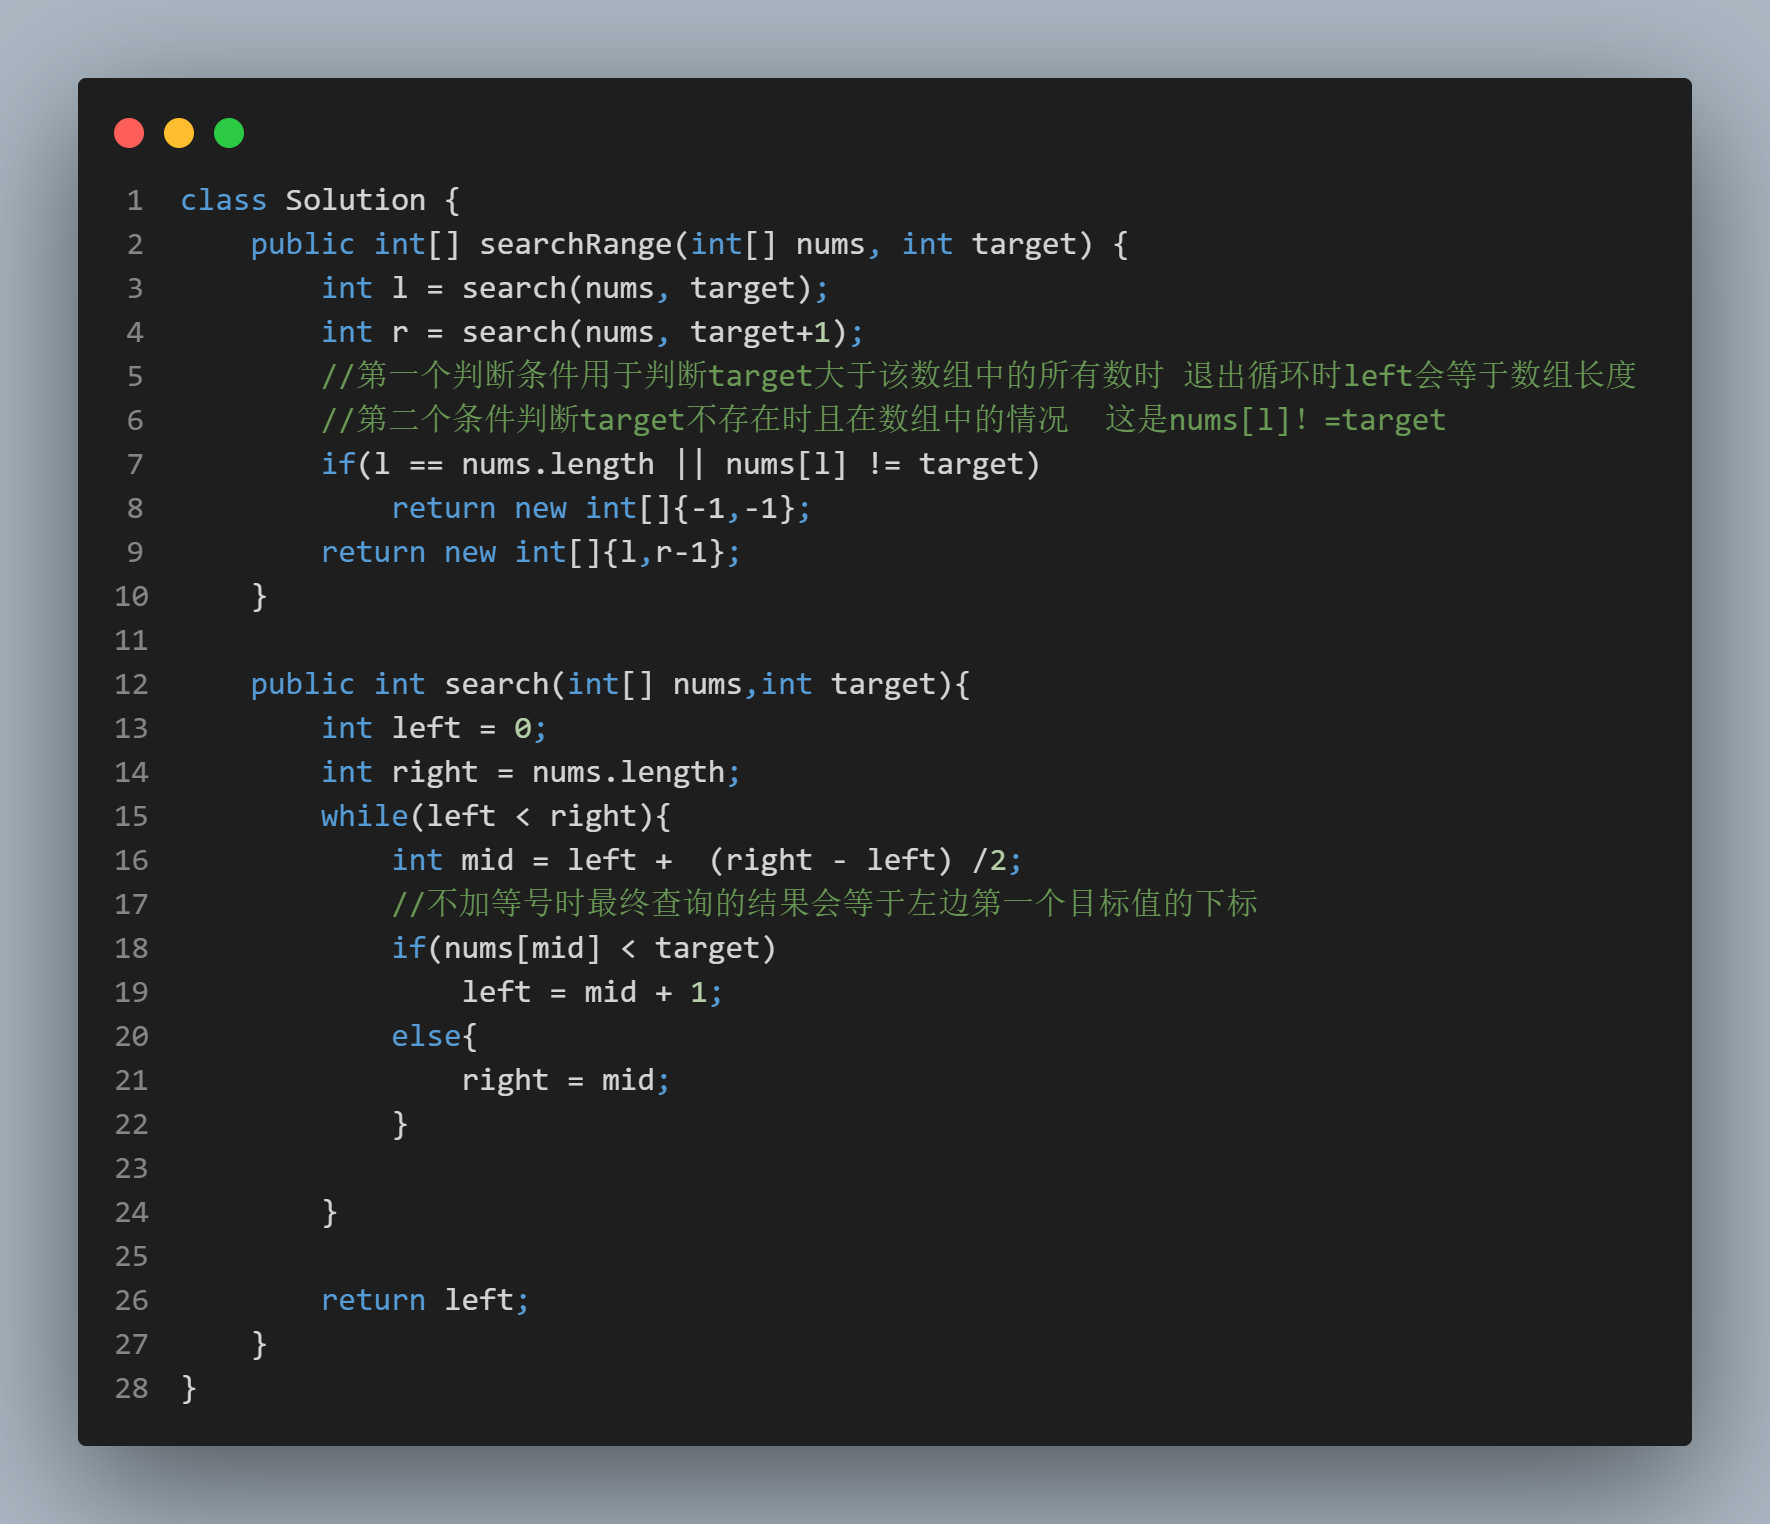 1 class Solution {
2     public int[] searchRange(int[] nums, int target) {
3         int l = search(nums, target);
4         int r = search(nums, target+1);
5         //第一个判断条件用于判断target大于该数组中的所有数时 退出循环时left会等于数组长度
6         //第二个条件判断target不存在时且在数组中的情况  这是nums[l]！=target
7         if(l == nums.length || nums[l] != target)
8             return new int[]{-1,-1};
9         return new int[]{l,r-1};
10     }
11
12     public int search(int[] nums,int target){
13         int left = 0;
14         int right = nums.length;
15         while(left < right){
16             int mid = left +  (right - left) /2;
17             //不加等号时最终查询的结果会等于左边第一个目标值的下标
18             if(nums[mid] < target)
19                 left = mid + 1;
20             else{
21                 right = mid;
22             }
23
24         }
25
26         return left;
27     }
28 }